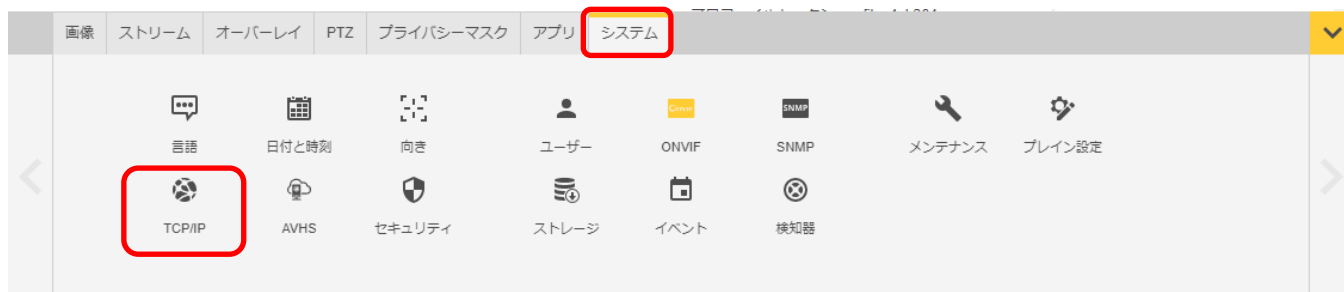 画像 ストリーム オーバーレイ PTZ プライバシーマスク アプリ システム
言語 日付と時刻 向き ユーザー ONVIF SNMP メンテナンス プレイン設定
SNMP
TCP/IP AVHS セキュリティ ストレージ イベント 検知器